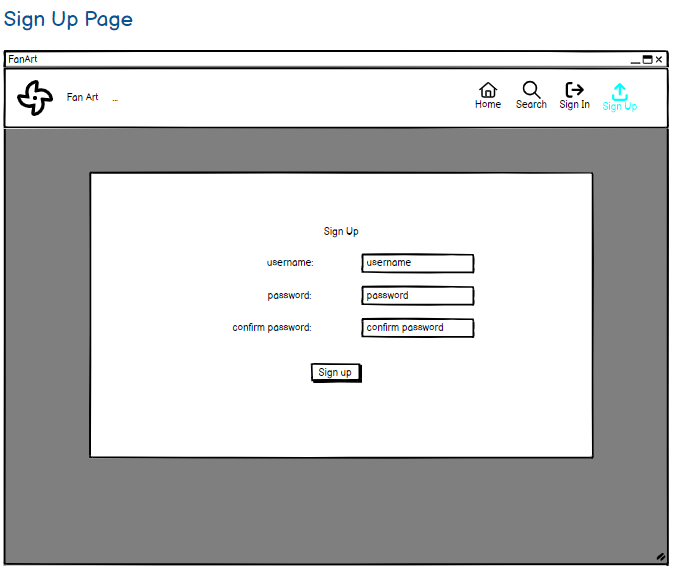 Sign Up Page
FanArt
Fan Art ...
Home Search Sign In Sign Up
Sign Up
username: username
password: password
confirm password: confirm password
Sign up